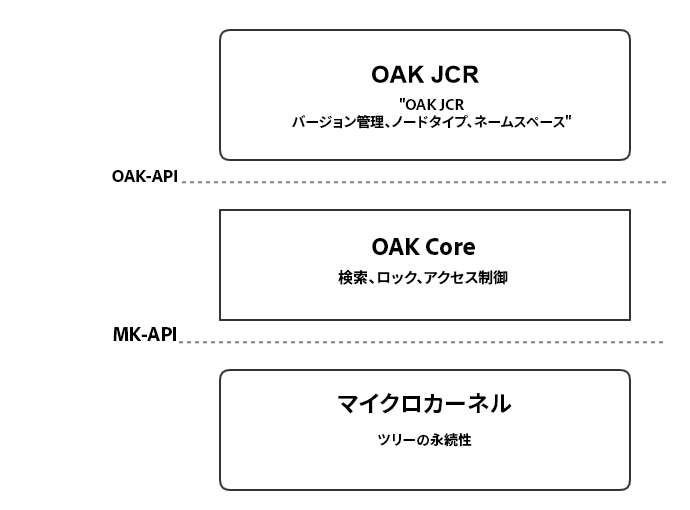 OAK JCR
"OAK JCR
バージョン管理、ノードタイプ、ネームスペース"
OAK-API
OAK Core
検索、ロック、アクセス制御
MK-API
マイクロカーネル
ツリーの永続性